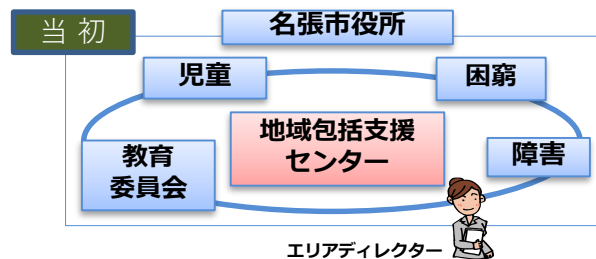 当初
名張市役所
児童
困窮
地域包括支援
センター
教育
委員会
障害
エリアディレクター